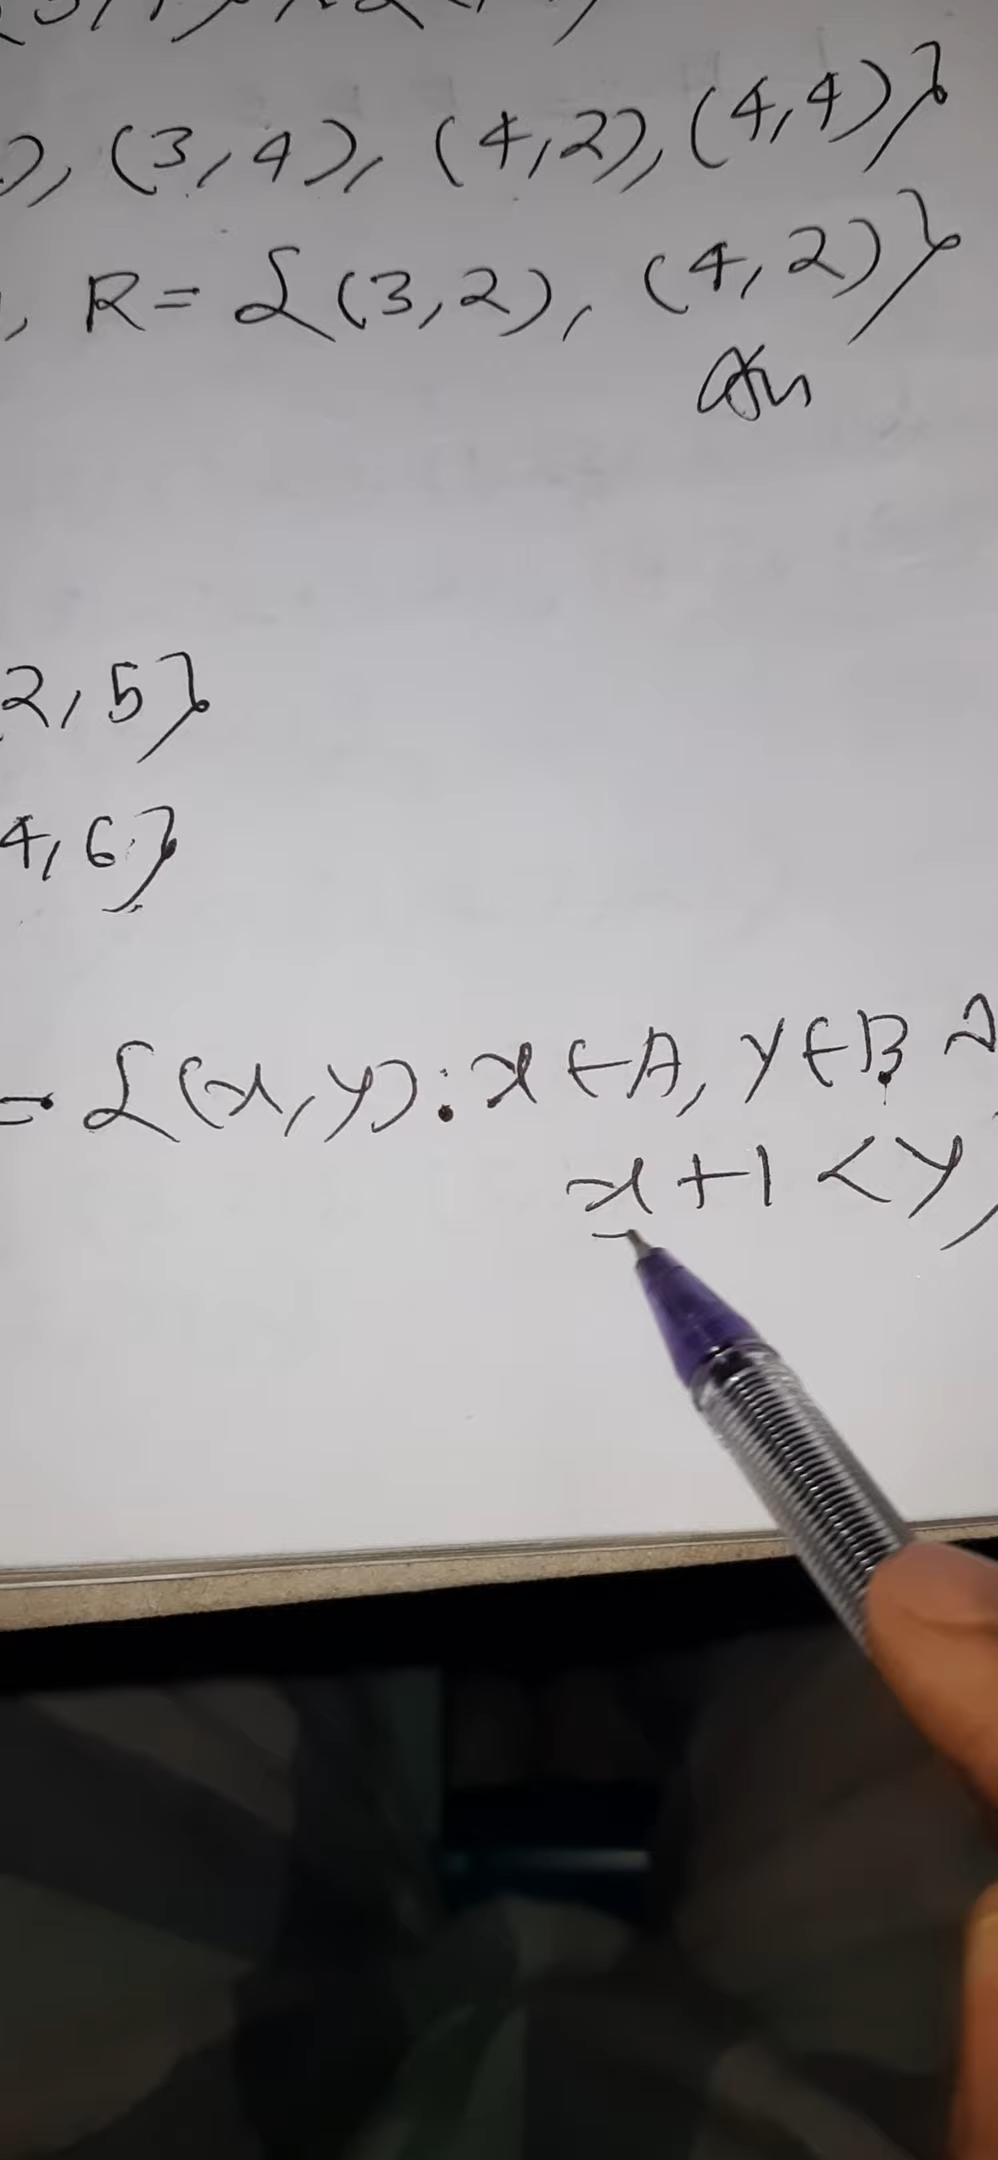 ), (3,4), (4,2), (4,4)}
, R = {(3,2), (4,2)}
Ans
2,5}
4,6}
= {(x,y): x∈A, y∈B
x+1<y